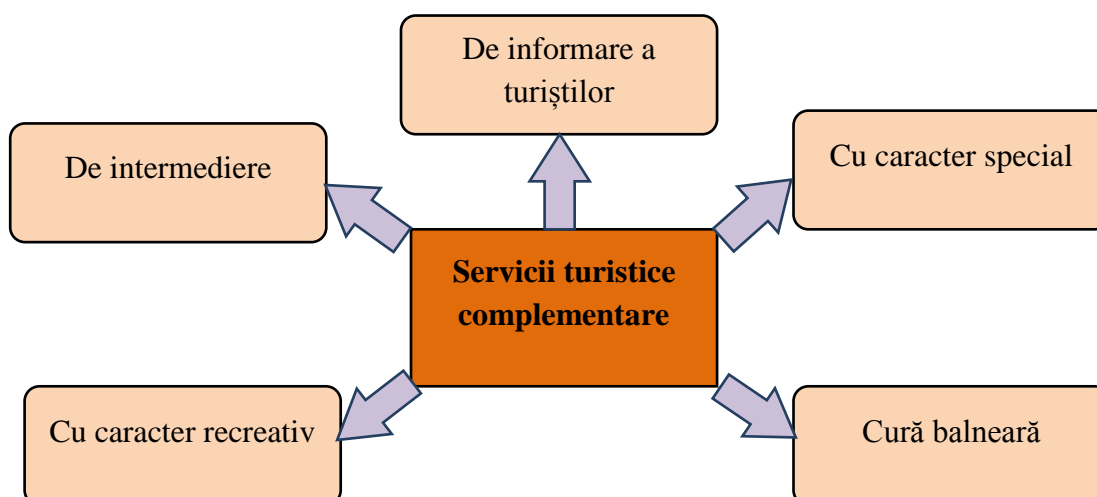 De informare a
turiștilor
De intermediere
Cu caracter special
Servicii turistice
complementare
Cu caracter recreativ
Cură balneară